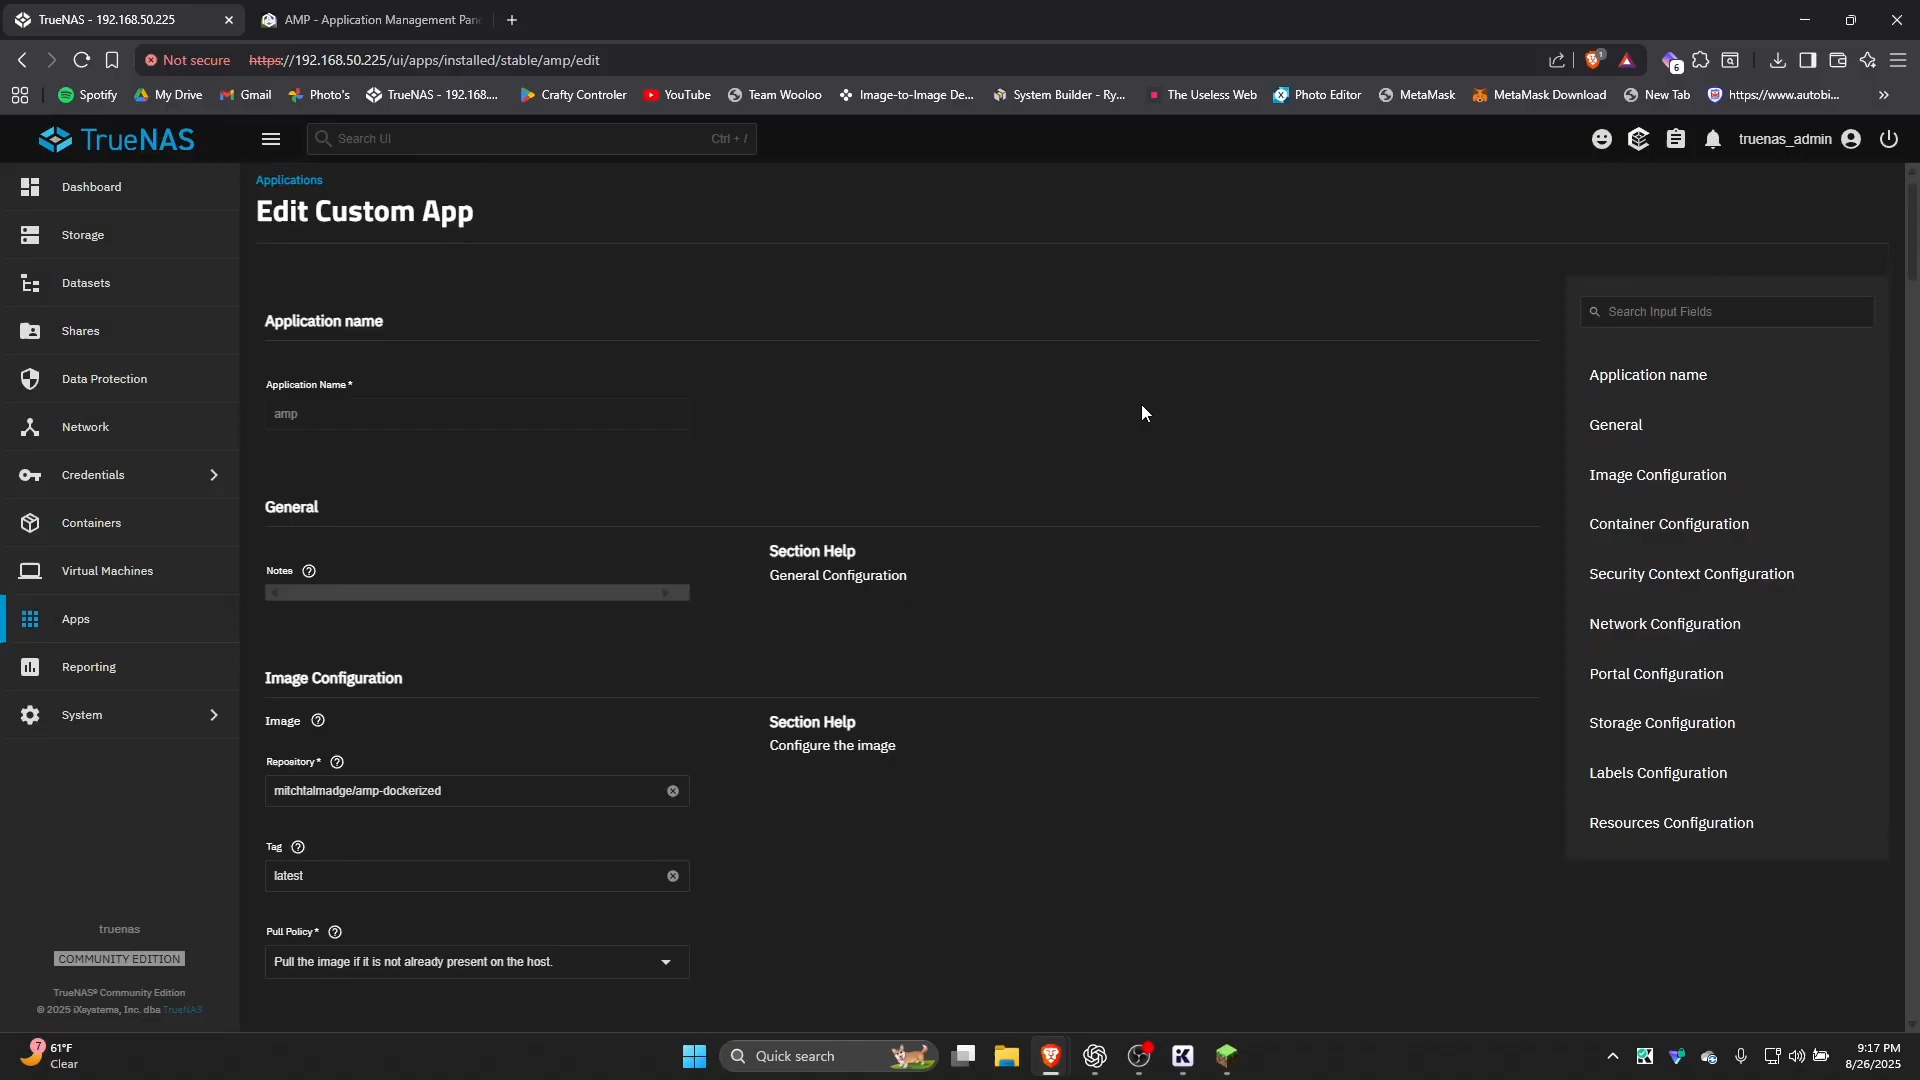 TrueNAS - 192.168.50.225
AMP - Application Management Pan
Not secure
https://192.168.50.225/ui/apps/installed/stable/amp/edit
6
1
Spotify
My Drive
Gmail
Photo's
TrueNAS - 192.168....
Crafty Controler
YouTube
Team Wooloo
Image-to-Image De...
System Builder - Ry...
The Useless Web
Photo Editor
MetaMask
MetaMask Download
New Tab
https://www.autobi...
TrueNAS
Search UI
Ctrl + /
truenas_admin
Dashboard
Storage
Datasets
Shares
Data Protection
Network
Credentials
Containers
Virtual Machines
Apps
Reporting
System
truenas
COMMUNITY EDITION
TrueNAS® Community Edition
© 2025 iXsystems, Inc. dba TrueNAS
Applications
Edit Custom App
Application name
Application Name *
amp
General
Notes
Section Help
General Configuration
Image Configuration
Image
Section Help
Configure the image
Repository *
mitchtalmadge/amp-dockerized
Tag
latest
Pull Policy *
Pull the image if it is not already present on the host.
Search Input Fields
Application name
General
Image Configuration
Container Configuration
Security Context Configuration
Network Configuration
Portal Configuration
Storage Configuration
Labels Configuration
Resources Configuration
7
61°F
Clear
Quick search
9:17 PM
8/26/2025